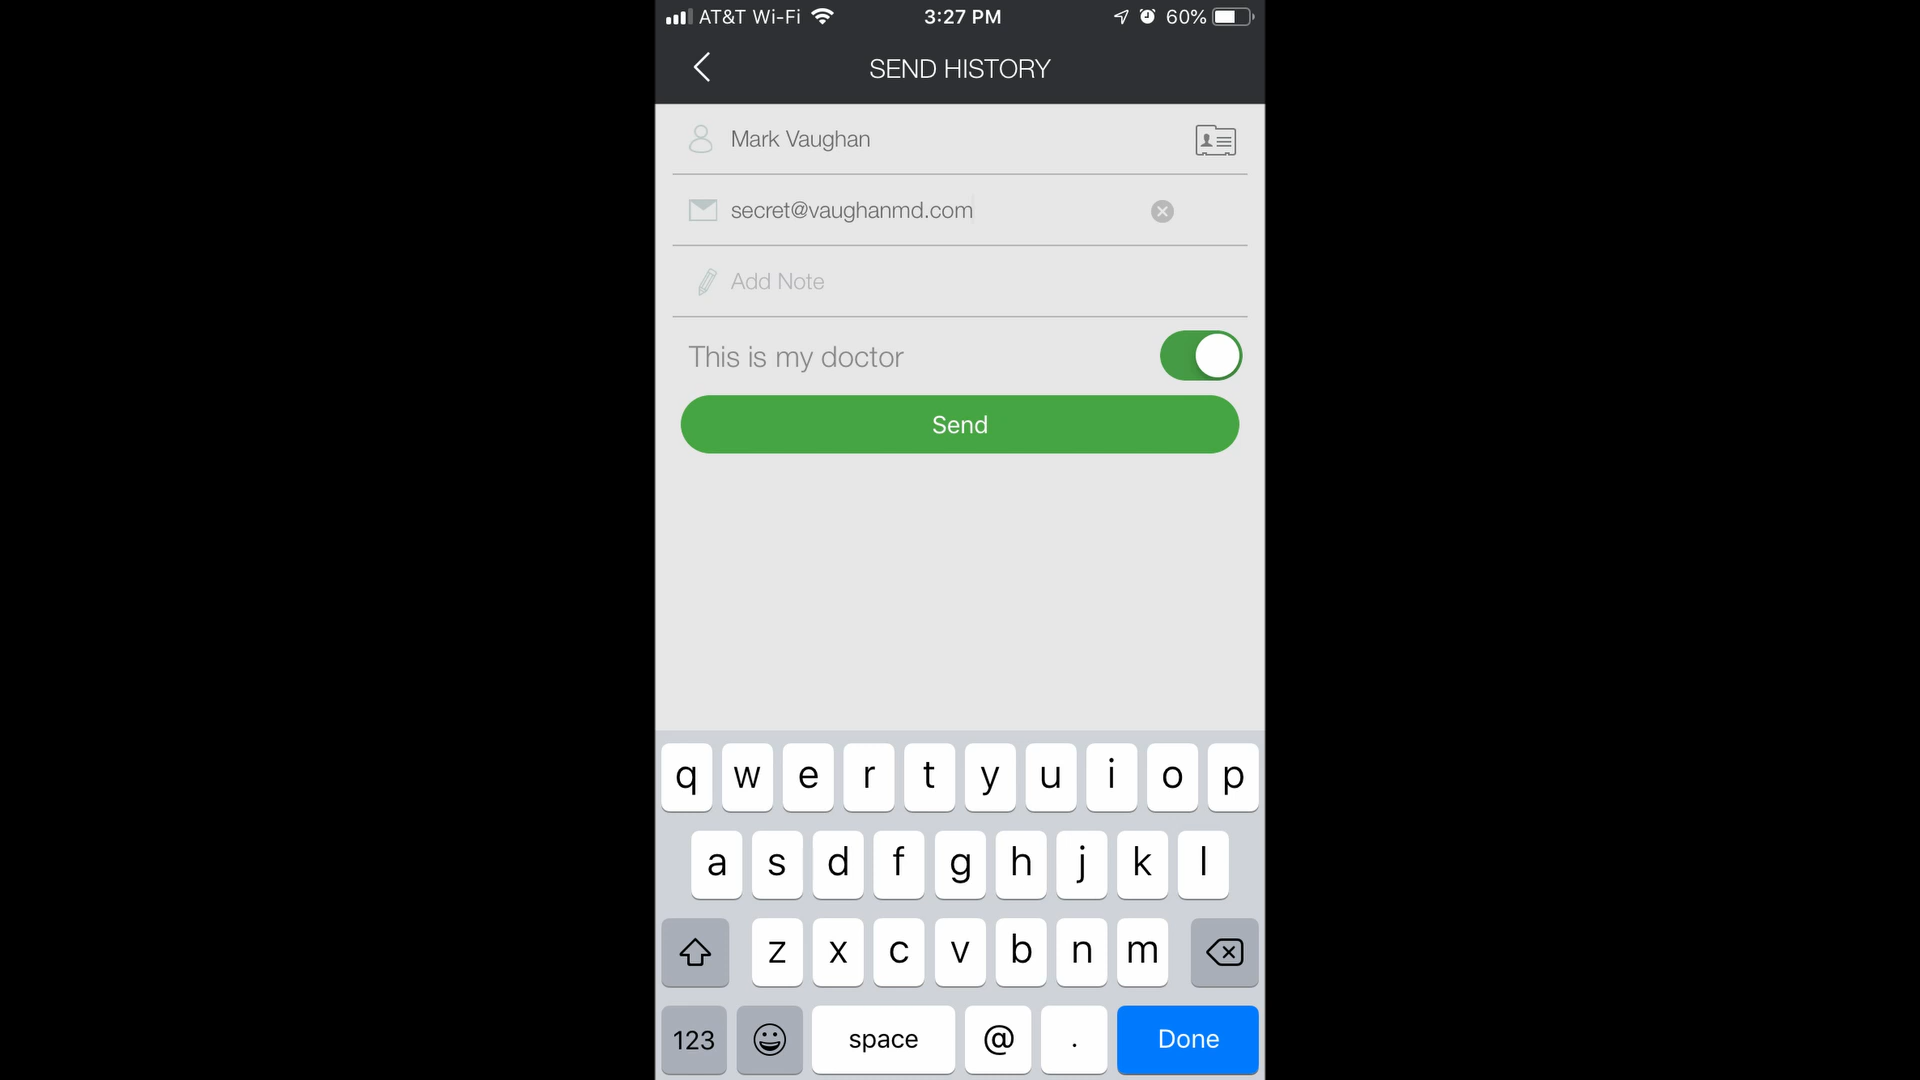 AT&T Wi-Fi 3:27 PM 60%
SEND HISTORY
Mark Vaughan
secret@vaughanmd.com
Add Note
This is my doctor
Send
q w e r t y u i o p
a s d f g h j k l
z x c v b n m
123 space @ . Done